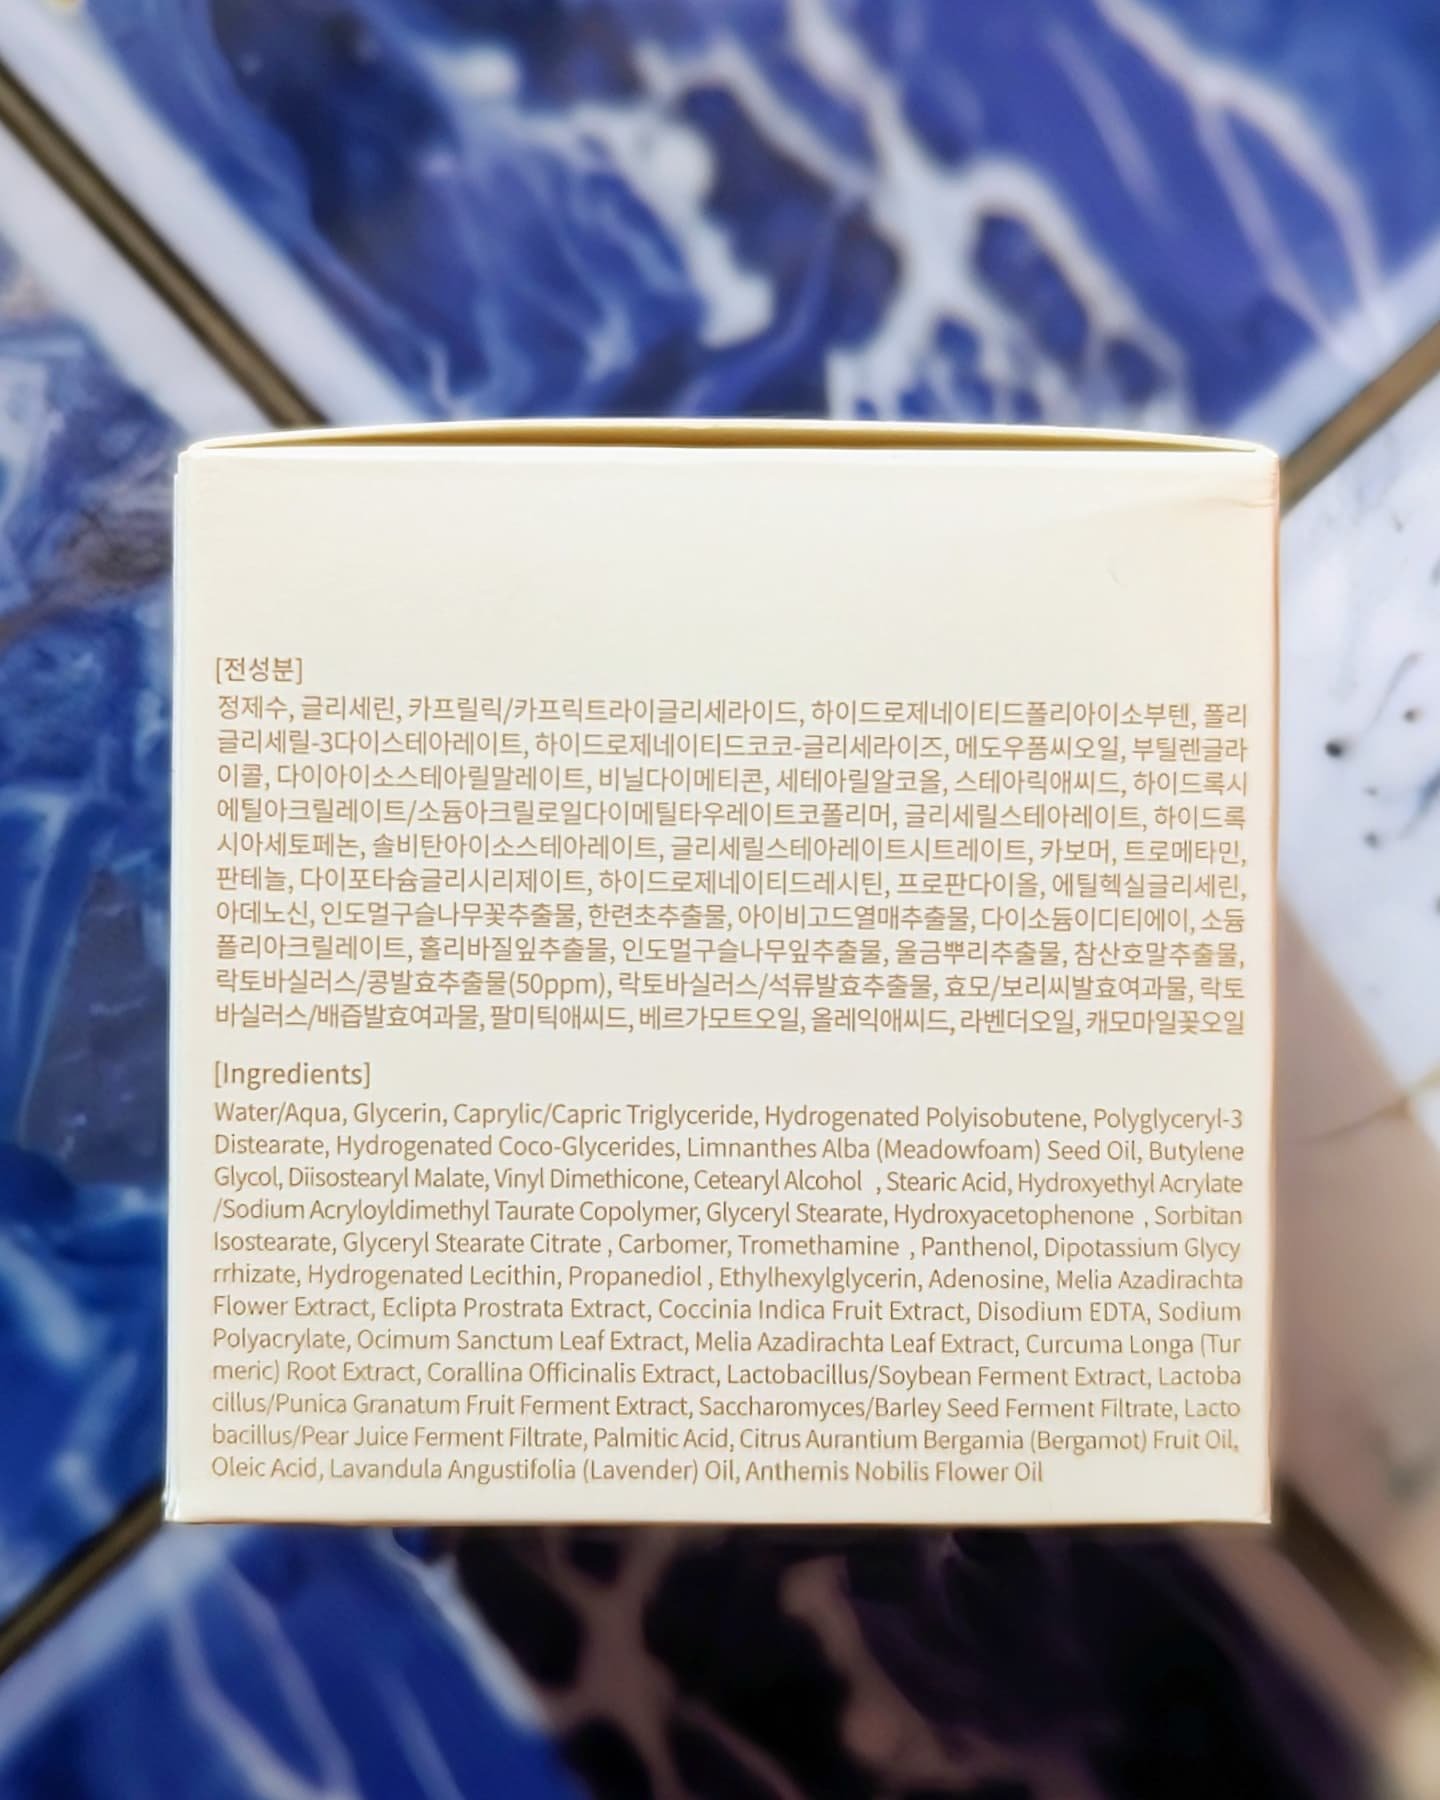 [전성분]
정제수, 글리세린, 카프릴릭/카프릭트라이글리세라이드, 하이드로제네이티드폴리아이소부텐, 폴리
글리세릴-3다이스테아레이트, 하이드로제네이티드코코-글리세라이즈, 메도우폼씨오일, 부틸렌글라
이콜, 다이아이소스테아릴말레이트, 비닐다이메티콘, 세테아릴알코올, 스테아릭애씨드, 하이드록시
에틸아크릴레이트/소듐아크릴로일다이메틸타우레이트코폴리머, 글리세릴스테아레이트, 하이드록
시아세토페논, 솔비탄아이소스테아레이트, 글리세릴스테아레이트시트레이트, 카보머, 트로메타민,
판테놀, 다이포타슘글리시리제이트, 하이드로제네이티드레시틴, 프로판다이올, 에틸헥실글리세린,
아데노신, 인도멀구슬나무꽃추출물, 한련초추출물, 아이비고드열매추출물, 다이소듐이디티에이, 소듐
폴리아크릴레이트, 홀리바질잎추출물, 인도멀구슬나무잎추출물, 울금뿌리추출물, 참산호말추출물,
락토바실러스/콩발효추출물(50ppm), 락토바실러스/석류발효추출물, 효모/보리씨발효여과물, 락토
바실러스/배즙발효여과물, 팔미틱애씨드, 베르가모트오일, 올레익애씨드, 라벤더오일, 캐모마일꽃오일
[Ingredients]
Water/Aqua, Glycerin, Caprylic/Capric Triglyceride, Hydrogenated Polyisobutene, Polyglyceryl-3
Distearate, Hydrogenated Coco-Glycerides, Limnanthes Alba (Meadowfoam) Seed Oil, Butylene
Glycol, Diisostearyl Malate, Vinyl Dimethicone, Cetearyl Alcohol , Stearic Acid, Hydroxyethyl Acrylate
/Sodium Acryloyldimethyl Taurate Copolymer, Glyceryl Stearate, Hydroxyacetophenone , Sorbitan
Isostearate, Glyceryl Stearate Citrate , Carbomer, Tromethamine , Panthenol, Dipotassium Glycy
rrhizate, Hydrogenated Lecithin, Propanediol , Ethylhexylglycerin, Adenosine, Melia Azadirachta
Flower Extract, Eclipta Prostrata Extract, Coccinia Indica Fruit Extract, Disodium EDTA, Sodium
Polyacrylate, Ocimum Sanctum Leaf Extract, Melia Azadirachta Leaf Extract, Curcuma Longa (Tur
meric) Root Extract, Corallina Officinalis Extract, Lactobacillus/Soybean Ferment Extract, Lactoba
cillus/Punica Granatum Fruit Ferment Extract, Saccharomyces/Barley Seed Ferment Filtrate, Lacto
bacillus/Pear Juice Ferment Filtrate, Palmitic Acid, Citrus Aurantium Bergamia (Bergamot) Fruit Oil,
Oleic Acid, Lavandula Angustifolia (Lavender) Oil, Anthemis Nobilis Flower Oil